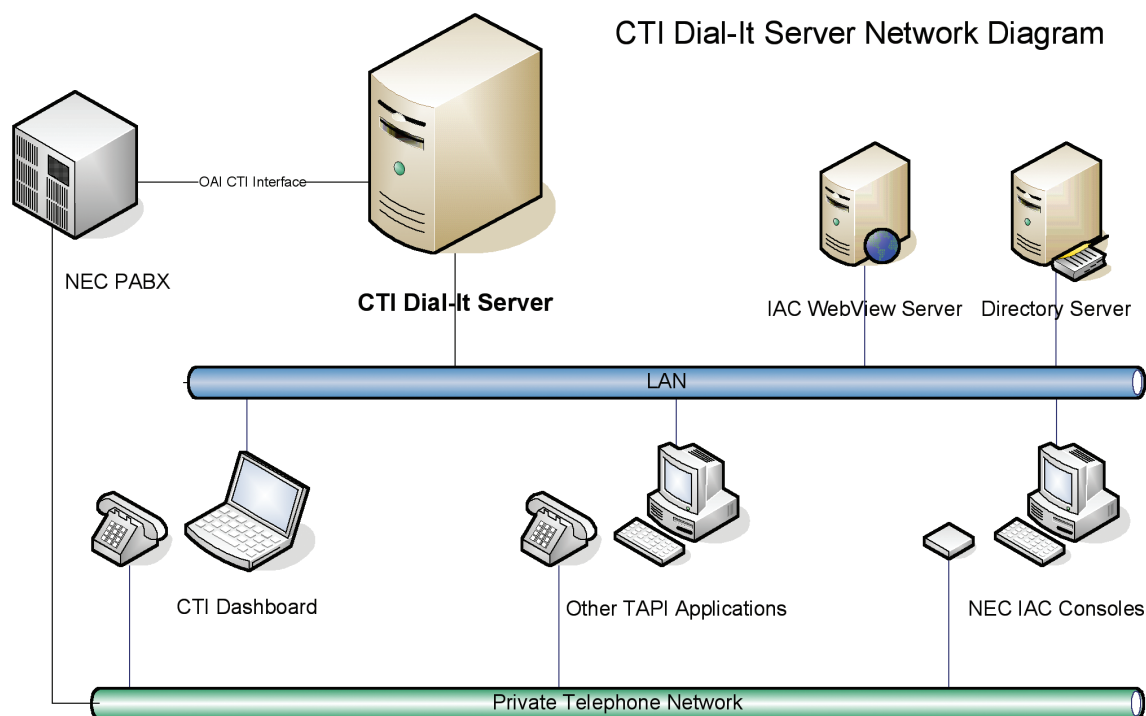 CTI Dial-It Server Network Diagram
OAI CTI Interface
NEC PABX
CTI Dial-It Server
IAC WebView Server
Directory Server
LAN
CTI Dashboard
Other TAPI Applications
NEC IAC Consoles
Private Telephone Network